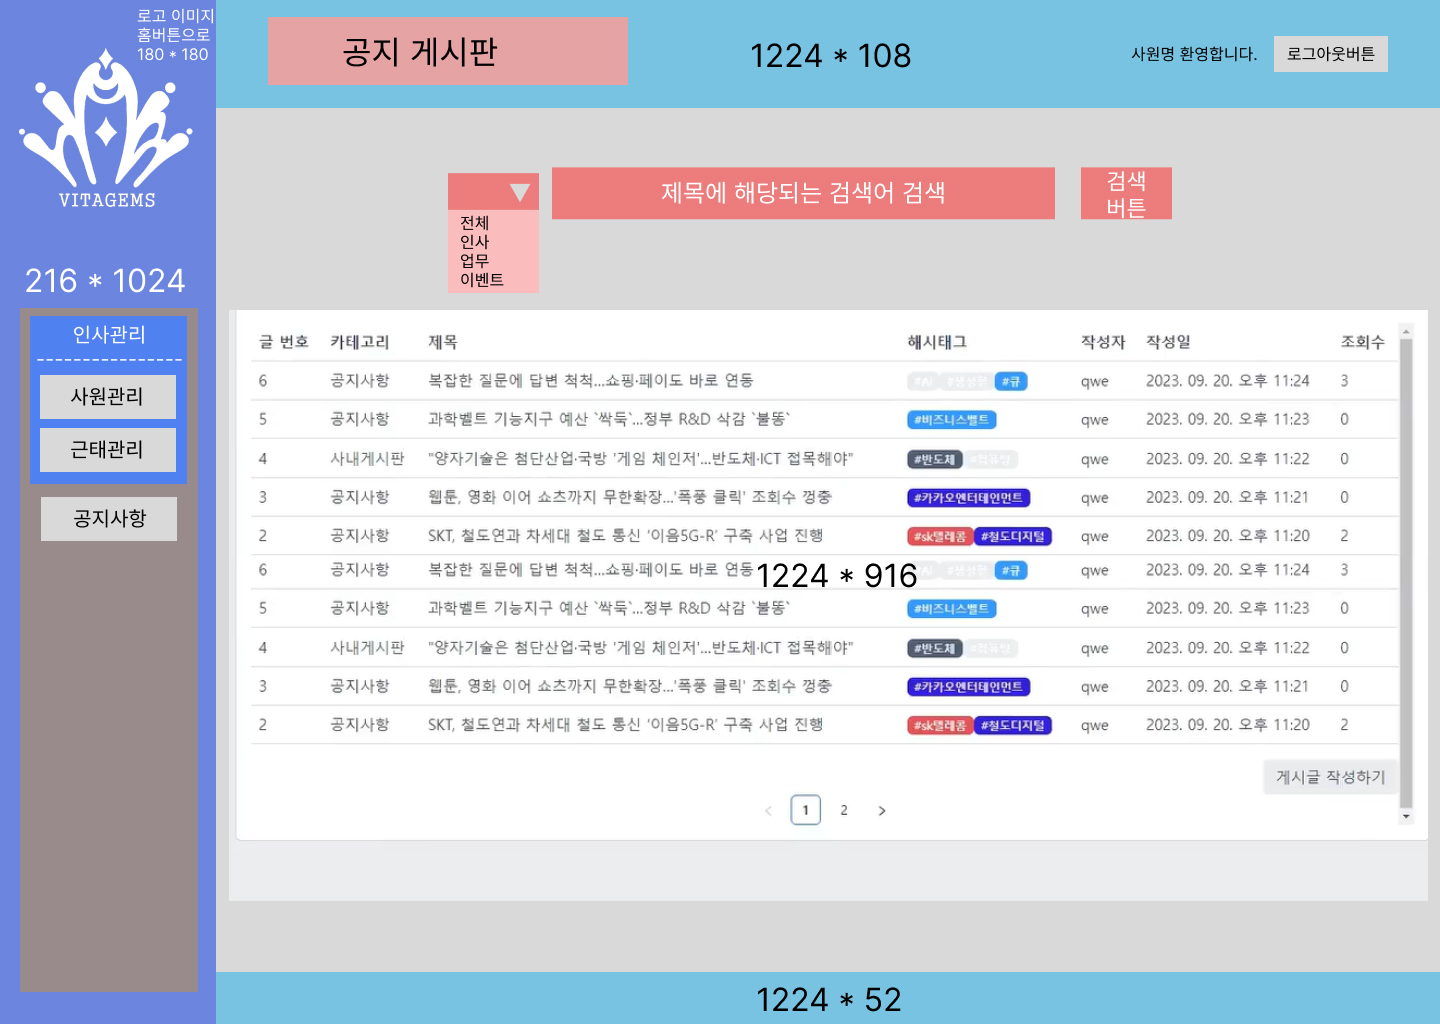 로고 이미지
홈버튼으로
180 * 180
VITAGEMS
216 * 1024
인사관리
----------------
사원관리
근태관리
공지사항
공지 게시판
1224 * 108
사원명 환영합니다.
로그아웃버튼
제목에 해당되는 검색어 검색
검색
버튼
전체
인사
업무
이벤트
글 번호 카테고리 제목 해시태그 작성자 작성일 조회수
6 공지사항 복잡한 질문에 답변 척척...쇼핑·페이도 바로 연동 #AI #큐 qwe 2023. 09. 20. 오후 11:24 3
5 공지사항 과학벨트 기능지구 예산 `싹둑`...정부 R&D 삭감 `불똥` #비즈니스벨트 qwe 2023. 09. 20. 오후 11:23 0
4 사내게시판 "양자기술은 첨단산업·국방 '게임 체인저'...반도체·ICT 접목해야" #반도체 qwe 2023. 09. 20. 오후 11:22 0
3 공지사항 웹툰, 영화 이어 쇼츠까지 무한확장...'폭풍 클릭' 조회수 껑충 #카카오엔터테인먼트 qwe 2023. 09. 20. 오후 11:21 0
2 공지사항 SKT, 철도연과 차세대 철도 통신 ‘이음5G-R’ 구축 사업 진행 #sk텔레콤 #철도디지털 qwe 2023. 09. 20. 오후 11:20 2
6 공지사항 복잡한 질문에 답변 척척...쇼핑·페이도 바로 연동 #큐 qwe 2023. 09. 20. 오후 11:24 3
1224 * 916
5 공지사항 과학벨트 기능지구 예산 `싹둑`...정부 R&D 삭감 `불똥` #비즈니스벨트 qwe 2023. 09. 20. 오후 11:23 0
4 사내게시판 "양자기술은 첨단산업·국방 '게임 체인저'...반도체·ICT 접목해야" #반도체 qwe 2023. 09. 20. 오후 11:22 0
3 공지사항 웹툰, 영화 이어 쇼츠까지 무한확장...'폭풍 클릭' 조회수 껑충 #카카오엔터테인먼트 qwe 2023. 09. 20. 오후 11:21 0
2 공지사항 SKT, 철도연과 차세대 철도 통신 ‘이음5G-R’ 구축 사업 진행 #sk텔레콤 #철도디지털 qwe 2023. 09. 20. 오후 11:20 2
게시글 작성하기
< 1 2 >
1224 * 52